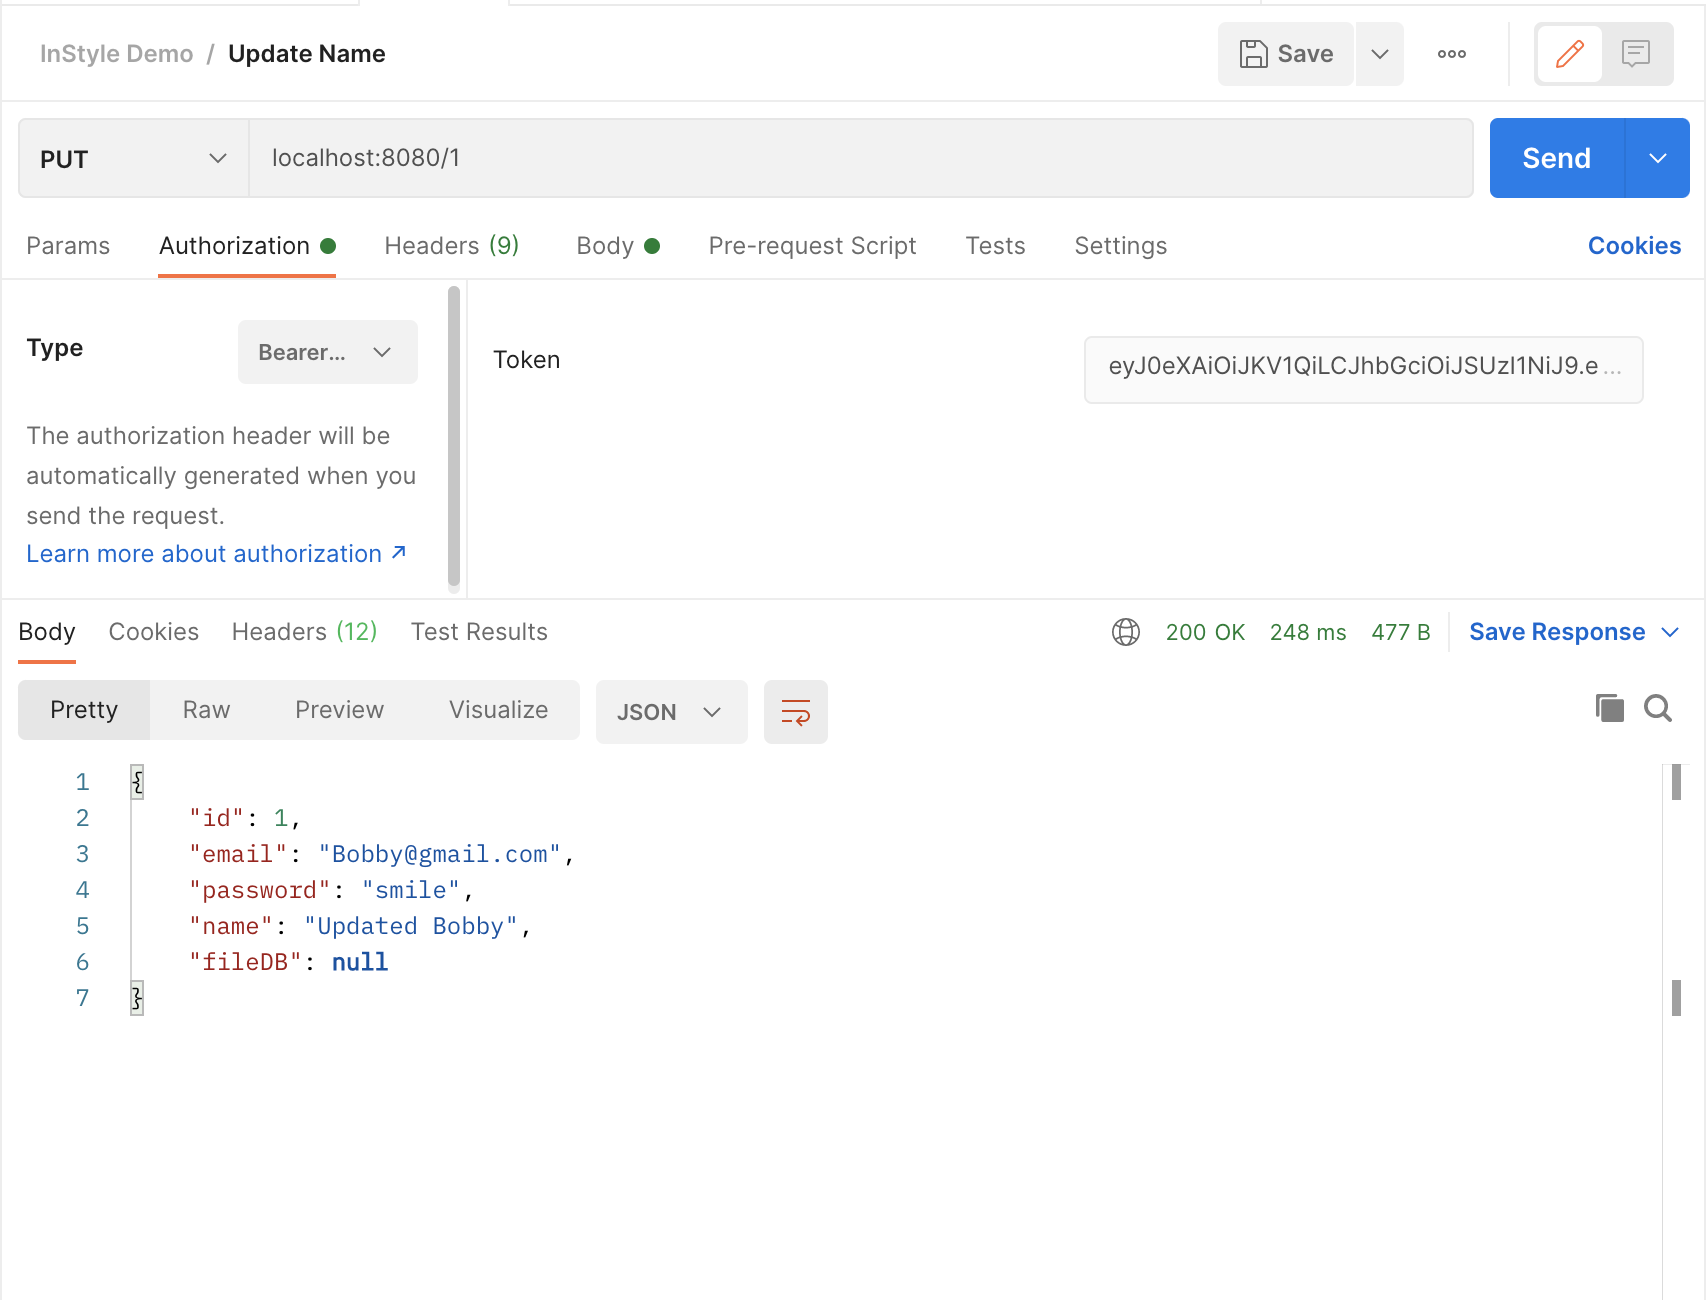 InStyle Demo / Update Name
Save
PUT
localhost:8080/1
Send
Params Authorization Headers (9) Body Pre-request Script Tests Settings Cookies
Type
Bearer...
The authorization header will be
automatically generated when you
send the request.
Learn more about authorization ↗
Token
eyJ0eXAiOiJKV1QiLCJhbGciOiJSUzI1NiJ9.e...
Body Cookies Headers (12) Test Results
200 OK 248 ms 477 B Save Response
Pretty Raw Preview Visualize JSON
1 {
2 "id": 1,
3 "email": "Bobby@gmail.com",
4 "password": "smile",
5 "name": "Updated Bobby",
6 "fileDB": null
7 }